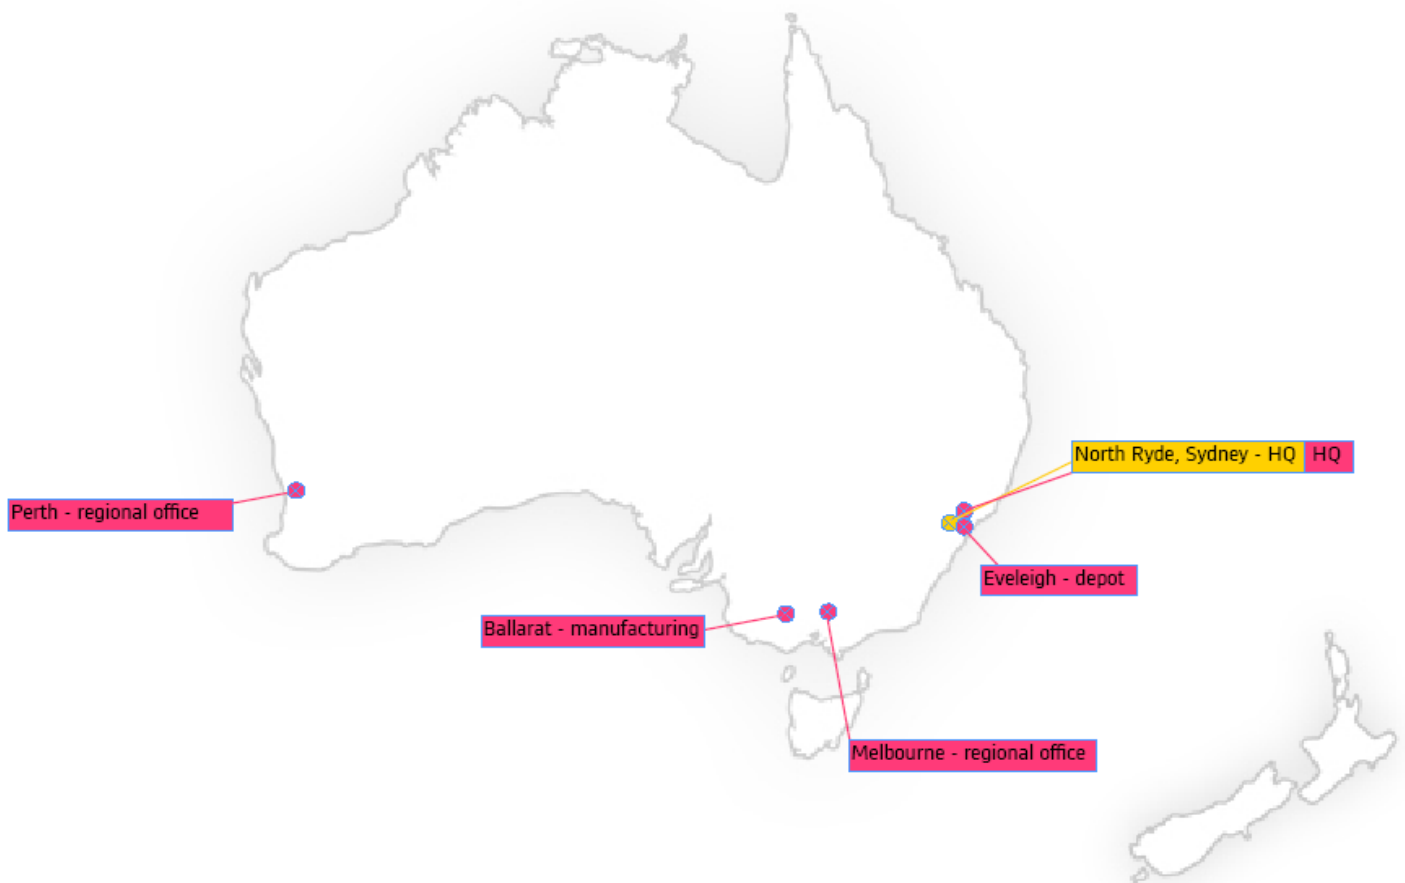 North Ryde, Sydney - HQ HQ
Perth - regional office
Eveleigh - depot
Ballarat - manufacturing
Melbourne - regional office